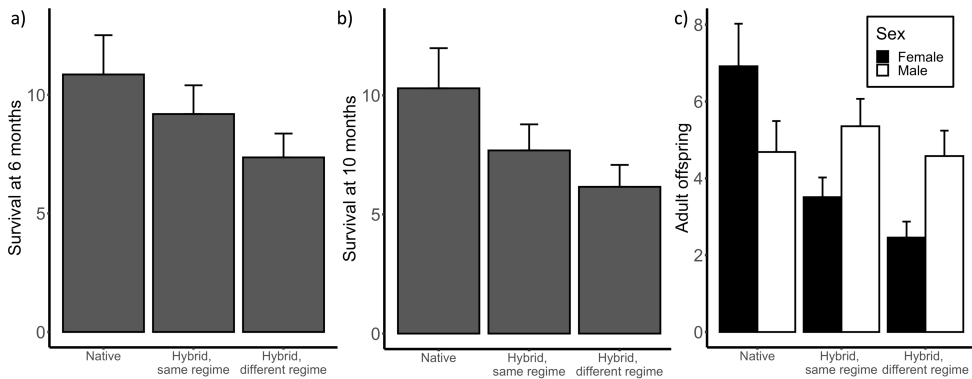 a)
Survival at 6 months
10
5
0
Native
Hybrid,
same regime
Hybrid,
different regime
b)
Survival at 10 months
10
5
0
Native
Hybrid,
same regime
Hybrid,
different regime
c)
Adult offspring
8
6
4
2
0
Sex
Female
Male
Native
Hybrid,
same regime
Hybrid,
different regime